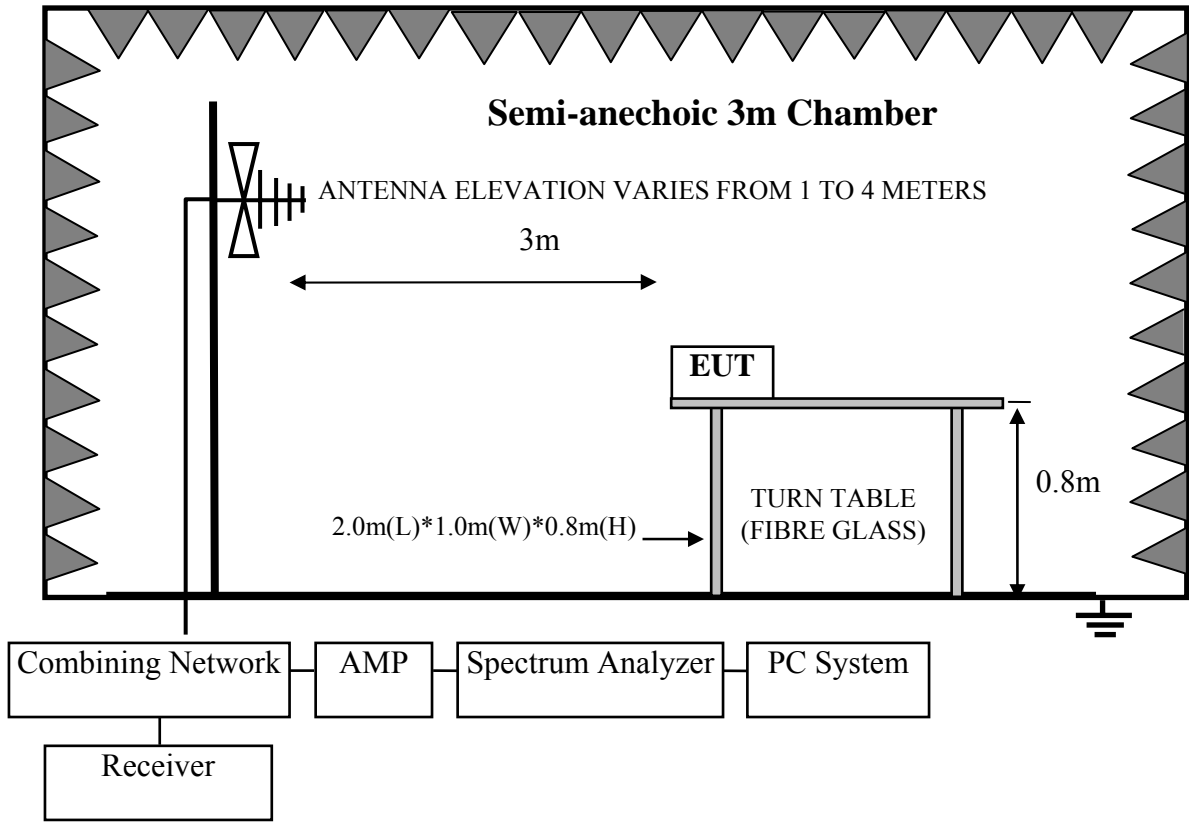 Semi-anechoic 3m Chamber
ANTENNA ELEVATION VARIES FROM 1 TO 4 METERS
3m
EUT
0.8m
TURN TABLE
(FIBRE GLASS)
2.0m(L)*1.0m(W)*0.8m(H)
Combining Network
AMP
Spectrum Analyzer
PC System
Receiver